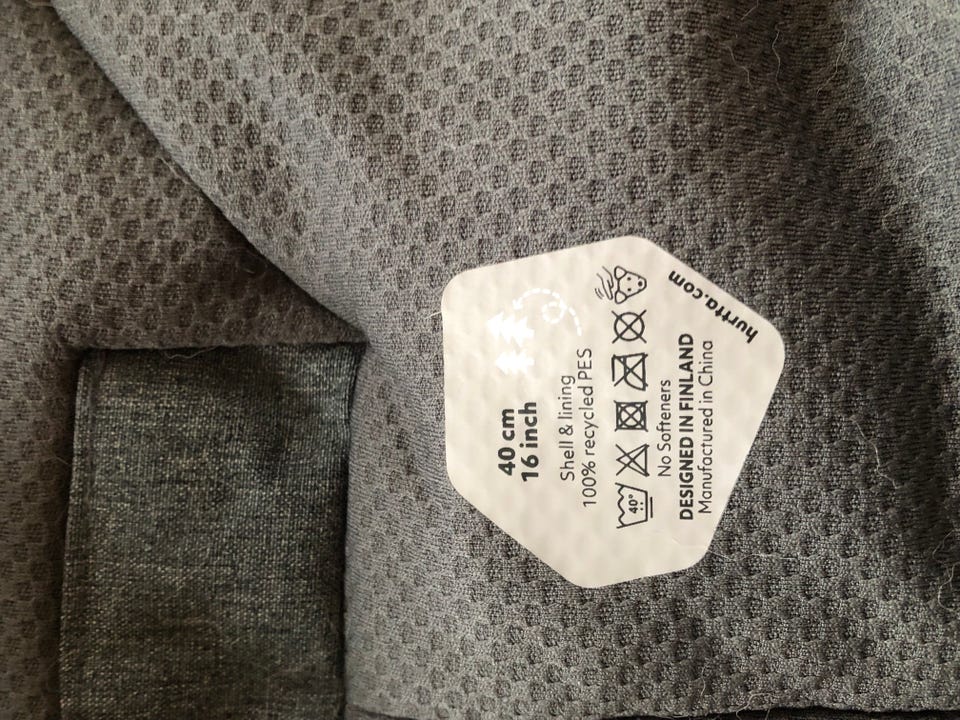 40 cm
16 inch
Shell & lining
100% recycled PES
40°
No Softeners
DESIGNED IN FINLAND
Manufactured in China
hurtta.com